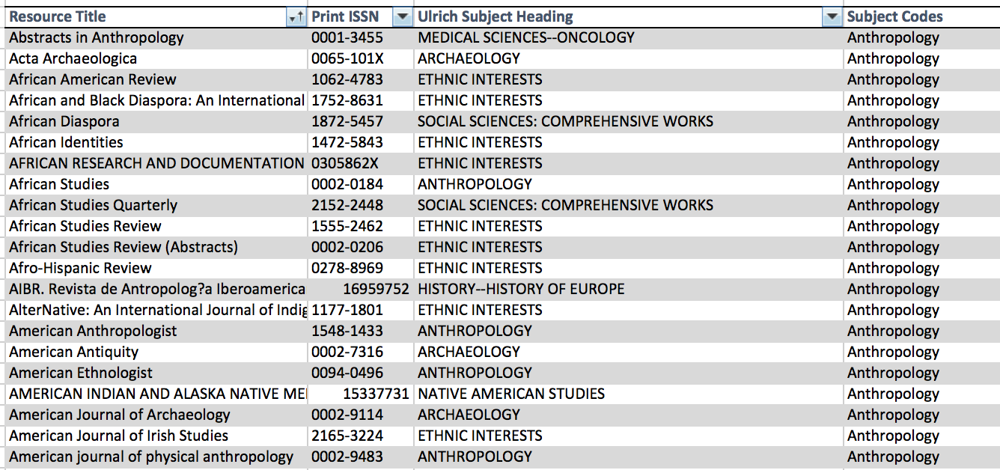 Resource Title Print ISSN Ulrich Subject Heading Subject Codes
Abstracts in Anthropology 0001-3455 MEDICAL SCIENCES--ONCOLOGY Anthropology
Acta Archaeologica 0065-101X ARCHAEOLOGY Anthropology
African American Review 1062-4783 ETHNIC INTERESTS Anthropology
African and Black Diaspora: An International 1752-8631 ETHNIC INTERESTS Anthropology
African Diaspora 1872-5457 SOCIAL SCIENCES: COMPREHENSIVE WORKS Anthropology
African Identities 1472-5843 ETHNIC INTERESTS Anthropology
AFRICAN RESEARCH AND DOCUMENTATION 0305862X ETHNIC INTERESTS Anthropology
African Studies 0002-0184 ANTHROPOLOGY Anthropology
African Studies Quarterly 2152-2448 SOCIAL SCIENCES: COMPREHENSIVE WORKS Anthropology
African Studies Review 1555-2462 ETHNIC INTERESTS Anthropology
African Studies Review (Abstracts) 0002-0206 ETHNIC INTERESTS Anthropology
Afro-Hispanic Review 0278-8969 ETHNIC INTERESTS Anthropology
AIBR. Revista de Antropolog?a Iberoamerica 16959752 HISTORY--HISTORY OF EUROPE Anthropology
AlterNative: An International Journal of Indig 1177-1801 ETHNIC INTERESTS Anthropology
American Anthropologist 1548-1433 ANTHROPOLOGY Anthropology
American Antiquity 0002-7316 ARCHAEOLOGY Anthropology
American Ethnologist 0094-0496 ANTHROPOLOGY Anthropology
AMERICAN INDIAN AND ALASKA NATIVE ME 15337731 NATIVE AMERICAN STUDIES Anthropology
American Journal of Archaeology 0002-9114 ARCHAEOLOGY Anthropology
American Journal of Irish Studies 2165-3224 ETHNIC INTERESTS Anthropology
American journal of physical anthropology 0002-9483 ANTHROPOLOGY Anthropology